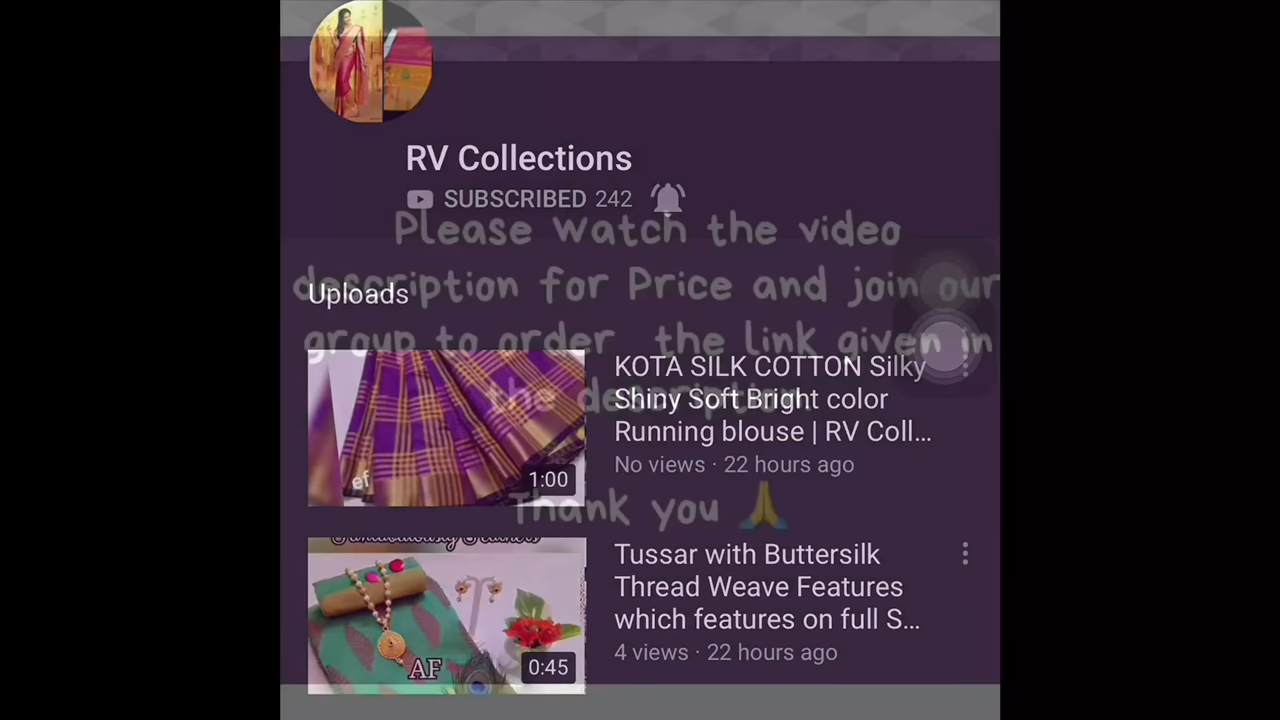 RV Collections
SUBSCRIBED 242
Please watch the video
description for Price and join our
group to order the link given in
the description.
Thank you 🙏
Uploads
KOTA SILK COTTON Silky
Shiny Soft Bright color
Running blouse | RV Coll...
No views · 22 hours ago
ef
1:00
Tussar with Buttersilk
Thread Weave Features
which features on full S...
4 views · 22 hours ago
AF
0:45